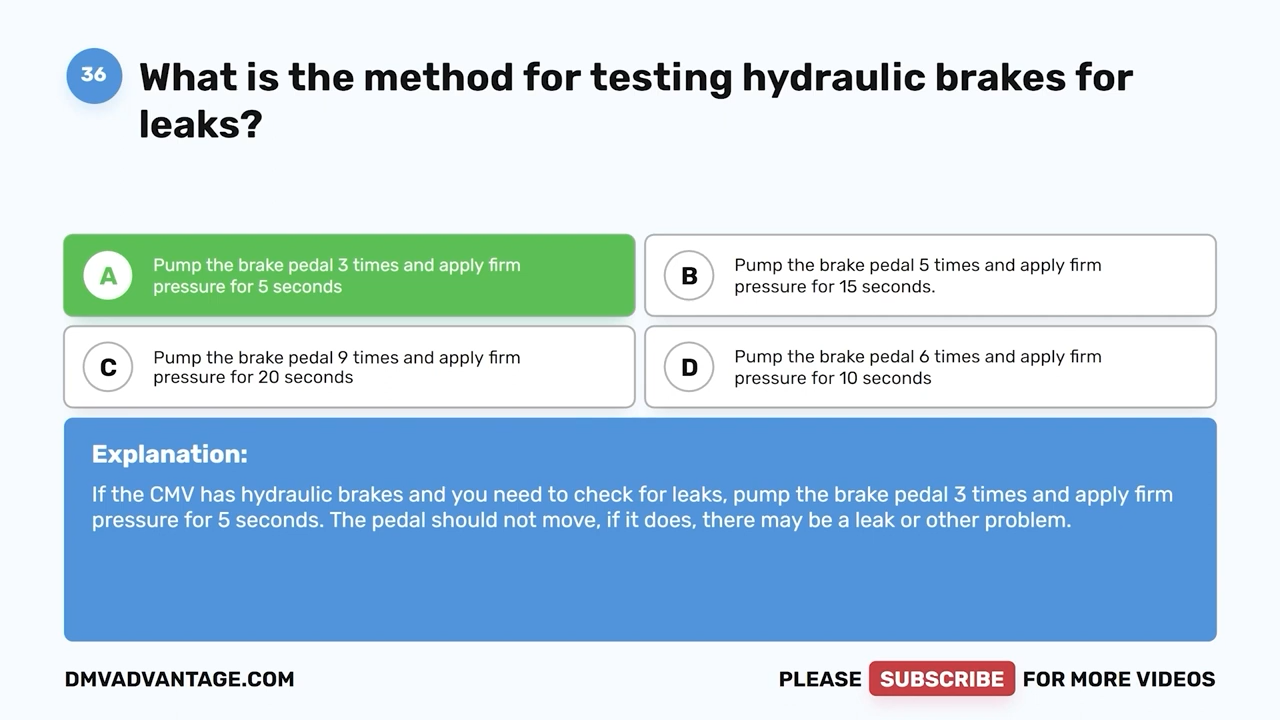 36
What is the method for testing hydraulic brakes for
leaks?
A
Pump the brake pedal 3 times and apply firm
pressure for 5 seconds
B
Pump the brake pedal 5 times and apply firm
pressure for 15 seconds.
C
Pump the brake pedal 9 times and apply firm
pressure for 20 seconds
D
Pump the brake pedal 6 times and apply firm
pressure for 10 seconds
Explanation:
If the CMV has hydraulic brakes and you need to check for leaks, pump the brake pedal 3 times and apply firm
pressure for 5 seconds. The pedal should not move, if it does, there may be a leak or other problem.
DMVADVANTAGE.COM
PLEASE SUBSCRIBE FOR MORE VIDEOS